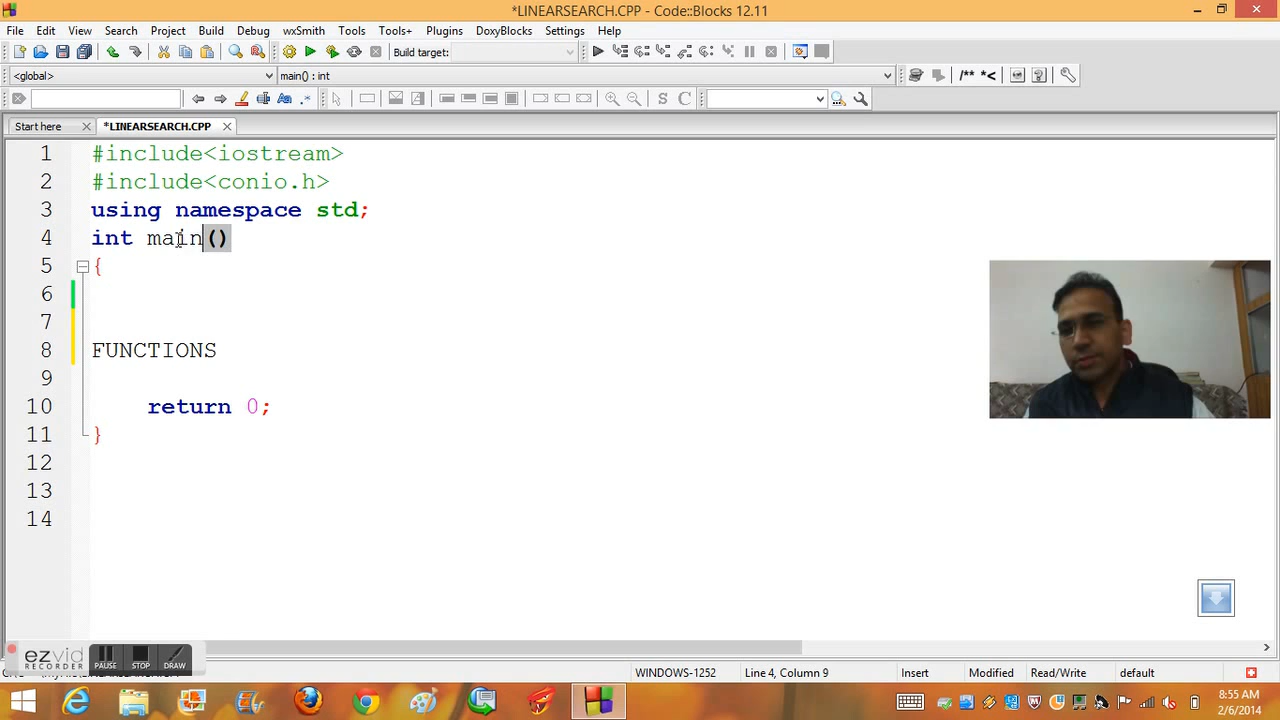 *LINEARSEARCH.CPP - Code::Blocks 12.11
File Edit View Search Project Build Debug wxSmith Tools Tools+ Plugins DoxyBlocks Settings Help
Build target:
<global> main() : int /** *<
S C
Start here *LINEARSEARCH.CPP
1 #include<iostream>
2 #include<conio.h>
3 using namespace std;
4 int main()
5 {
6
7
8 FUNCTIONS
9
10 return 0;
11 }
12
13
14
ezvid
RECORDER
PAUSE STOP DRAW
WINDOWS-1252 Line 4, Column 9 Insert Modified Read/Write default
8:55 AM
2/6/2014